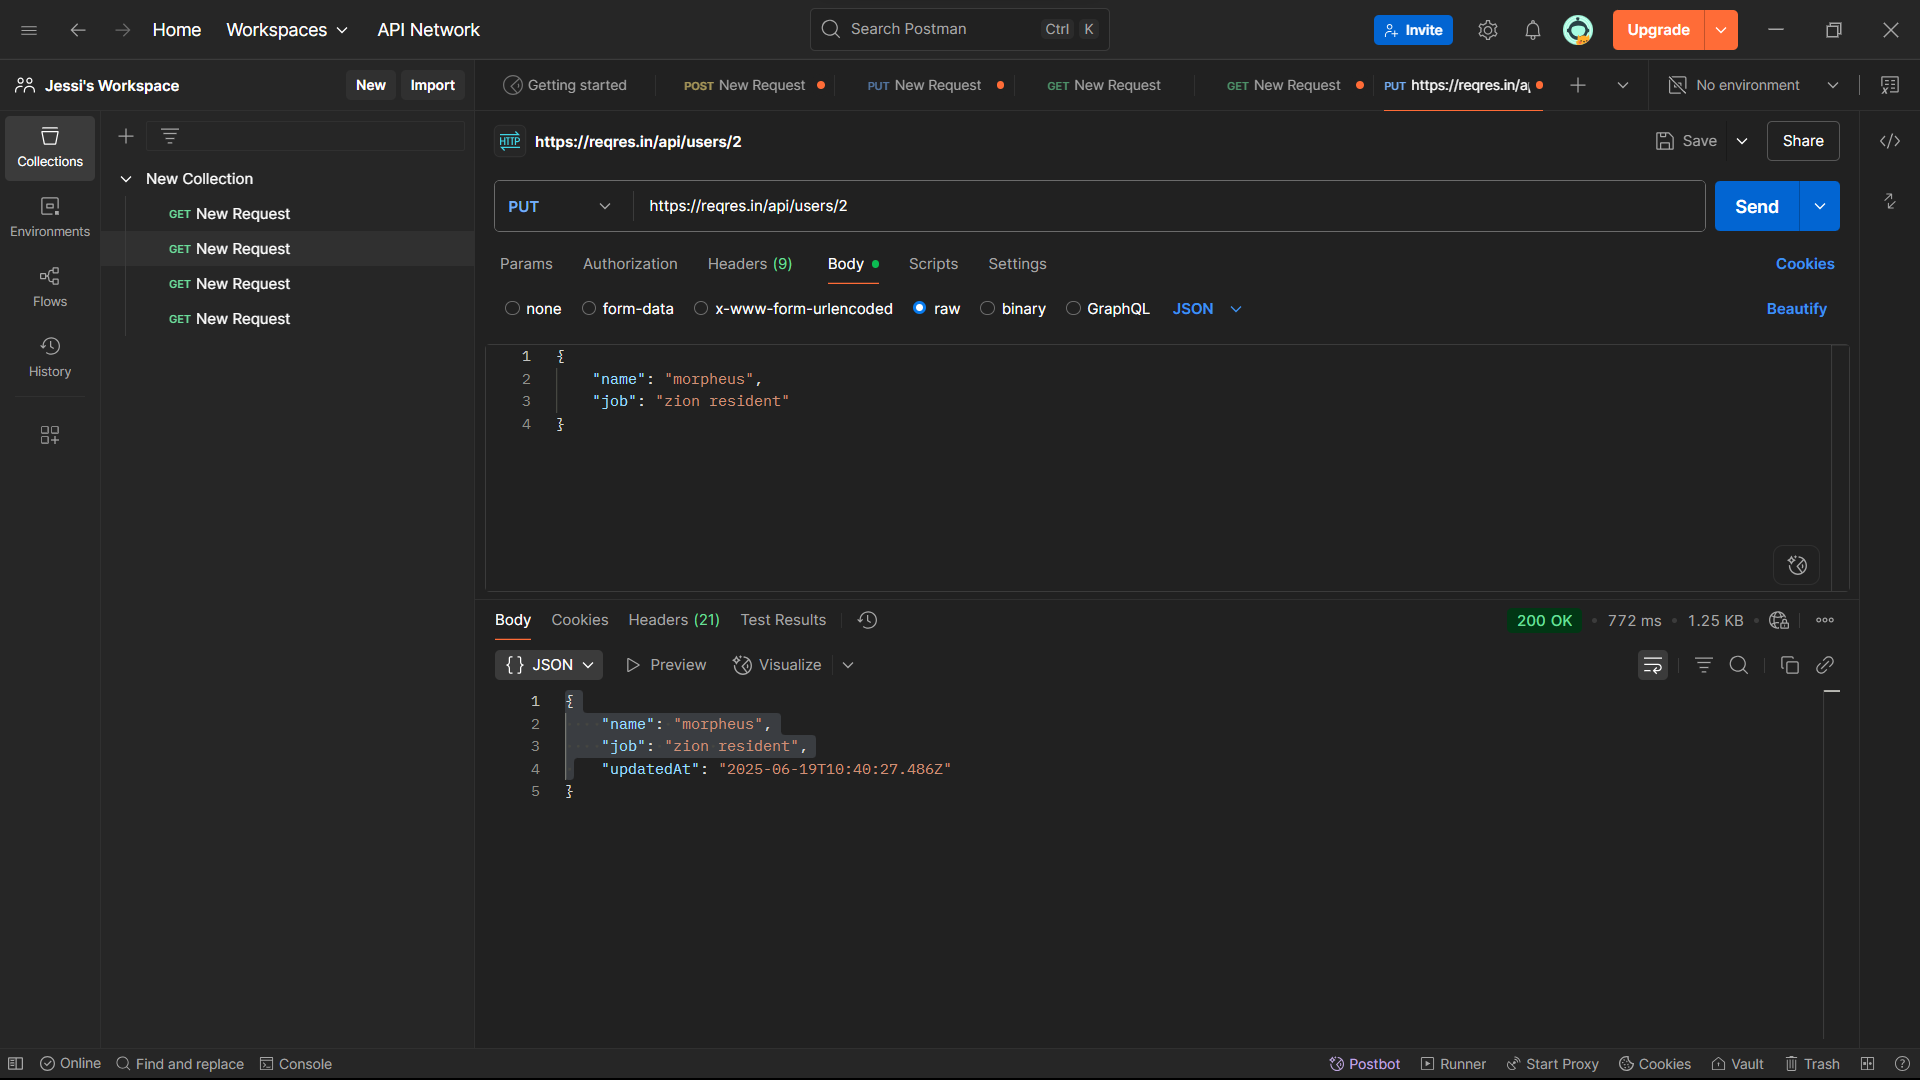 Home Workspaces API Network Search Postman Ctrl K Invite Upgrade
Jessi's Workspace New Import Getting started POST New Request PUT New Request GET New Request GET New Request PUT https://reqres.in/a No environment
HTTP https://reqres.in/api/users/2 Save Share
Collections
Environments
Flows
History
New Collection
GET New Request
GET New Request
GET New Request
GET New Request
PUT https://reqres.in/api/users/2 Send
Params Authorization Headers (9) Body Scripts Settings Cookies
none form-data x-www-form-urlencoded raw binary GraphQL JSON Beautify
1 {
2 "name": "morpheus",
3 "job": "zion resident"
4 }
Body Cookies Headers (21) Test Results 200 OK • 772 ms • 1.25 KB •
{} JSON Preview Visualize
1 {
2 "name": "morpheus",
3 "job": "zion resident",
4 "updatedAt": "2025-06-19T10:40:27.486Z"
5 }
Online Find and replace Console Postbot Runner Start Proxy Cookies Vault Trash